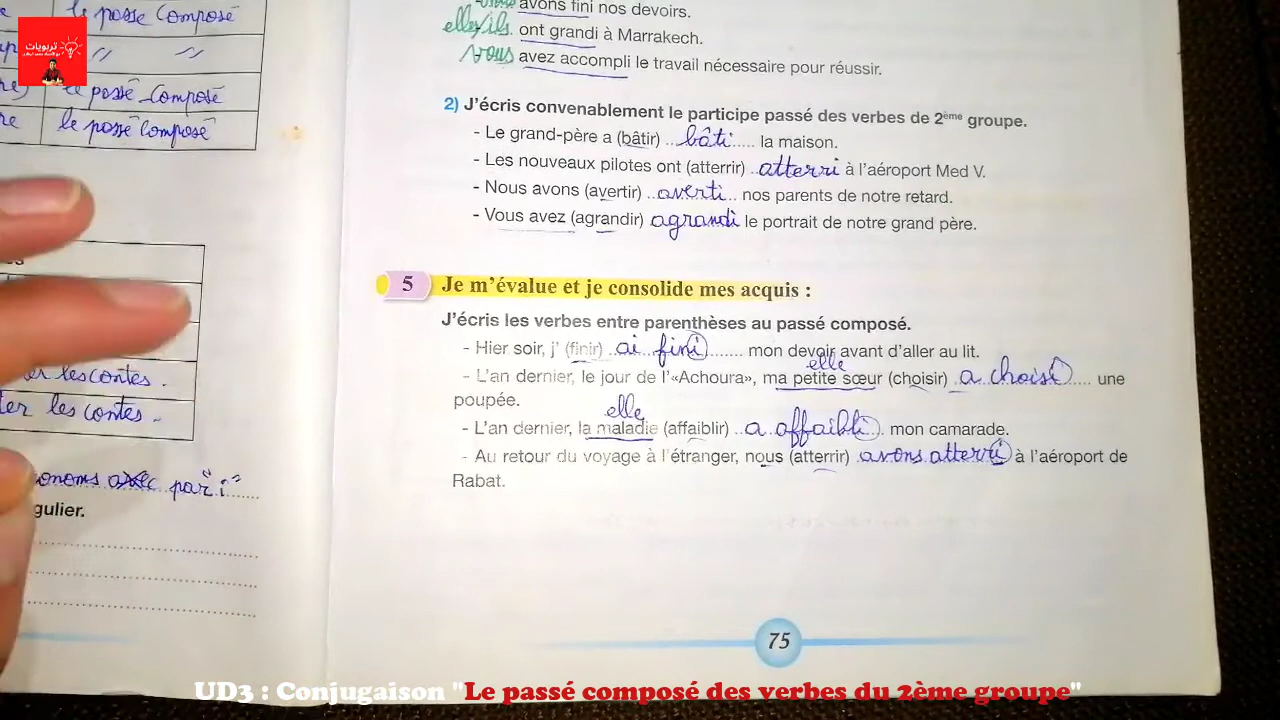 le passé composé
تربويات
" "
le passé composé
le passé composé
er les contes.
ter les contes.
onoms avec par "i"
gulier.
avons fini nos devoirs.
elles/ils ont grandi à Marrakech.
vous avez accompli le travail nécessaire pour réussir.
2) J'écris convenablement le participe passé des verbes de 2ème groupe.
- Le grand-père a (bâtir) ...bâti..... la maison.
- Les nouveaux pilotes ont (atterrir) ..atterri à l'aéroport Med V.
- Nous avons (avertir) ..averti.. nos parents de notre retard.
- Vous avez (agrandir) agrandi le portrait de notre grand père.
5 Je m'évalue et je consolide mes acquis :
J'écris les verbes entre parenthèses au passé composé.
- Hier soir, j' (finir) ..ai fini........ mon devoir avant d'aller au lit.
elle
- L'an dernier, le jour de l'«Achoura», ma petite sœur (choisir) ..a choisi.... une
poupée.
elle
- L'an dernier, la maladie (affaiblir) ..a affaibli.. mon camarade.
- Au retour du voyage à l'étranger, nous (atterrir) avons atterri à l'aéroport de
Rabat.
75
UD3 : Conjugaison "Le passé composé des verbes du 2ème groupe"